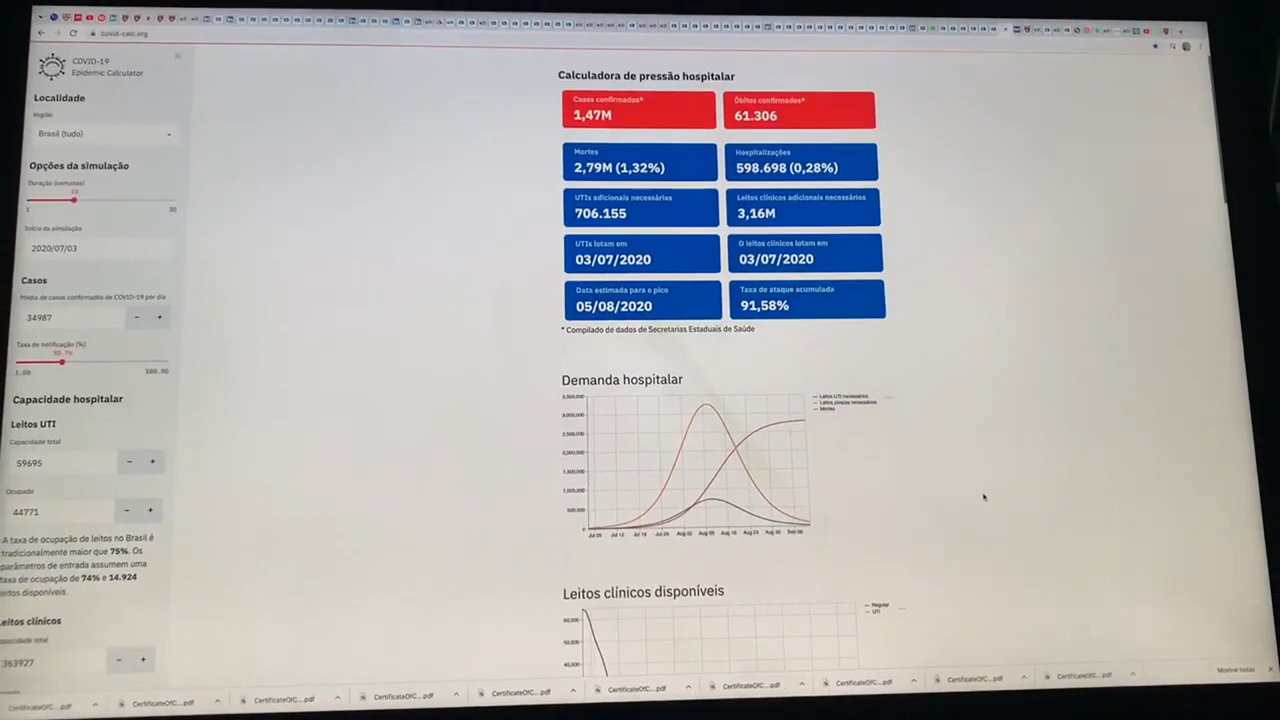 covid-calc.org
COVID-19
Epidemic Calculator
Localidade
Região
Brasil (tudo)
Opções da simulação
Duração (semanas)
10
1
30
Início da simulação
2020/07/03
Casos
Média de casos confirmados de COVID-19 por dia
34987
Taxa de notificação (%)
1.00
100.00
Capacidade hospitalar
Leitos UTI
Capacidade total
59695
Ocupado
44771
A taxa de ocupação de leitos no Brasil é
tradicionalmente maior que 75%. Os
parâmetros de entrada assumem uma
taxa de ocupação de 74% e 14.924
leitos disponíveis.
Leitos clínicos
capacidade total
363927
Calculadora de pressão hospitalar
Casos confirmados*
1,47M
Óbitos confirmados*
61.306
Mortes
2,79M (1,32%)
Hospitalizações
598.698 (0,28%)
UTIs adicionais necessárias
706.155
Leitos clínicos adicionais necessários
3,16M
UTIs lotam em
03/07/2020
O leitos clínicos lotam em
03/07/2020
Data estimada para o pico
05/08/2020
Taxa de ataque acumulada
91,58%
* Compilado de dados de Secretarias Estaduais de Saúde
Demanda hospitalar
3,500,000
3,000,000
2,500,000
2,000,000
1,500,000
1,000,000
500,000
0
Jul 05 Jul 12 Jul 19 Jul 26 Aug 02 Aug 09 Aug 16 Aug 23 Aug 30 Sep 06
Leitos UTI necessários
Leitos clínicos necessários
Mortes
Leitos clínicos disponíveis
60,000
50,000
40,000
Regular
UTI
CertificateOfC....pdf CertificateOfC....pdf CertificateOfC....pdf CertificateOfC....pdf CertificateOfC....pdf CertificateOfC....pdf CertificateOfC....pdf CertificateOfC....pdf CertificateOfC....pdf CertificateOfC....pdf
Mostrar todas